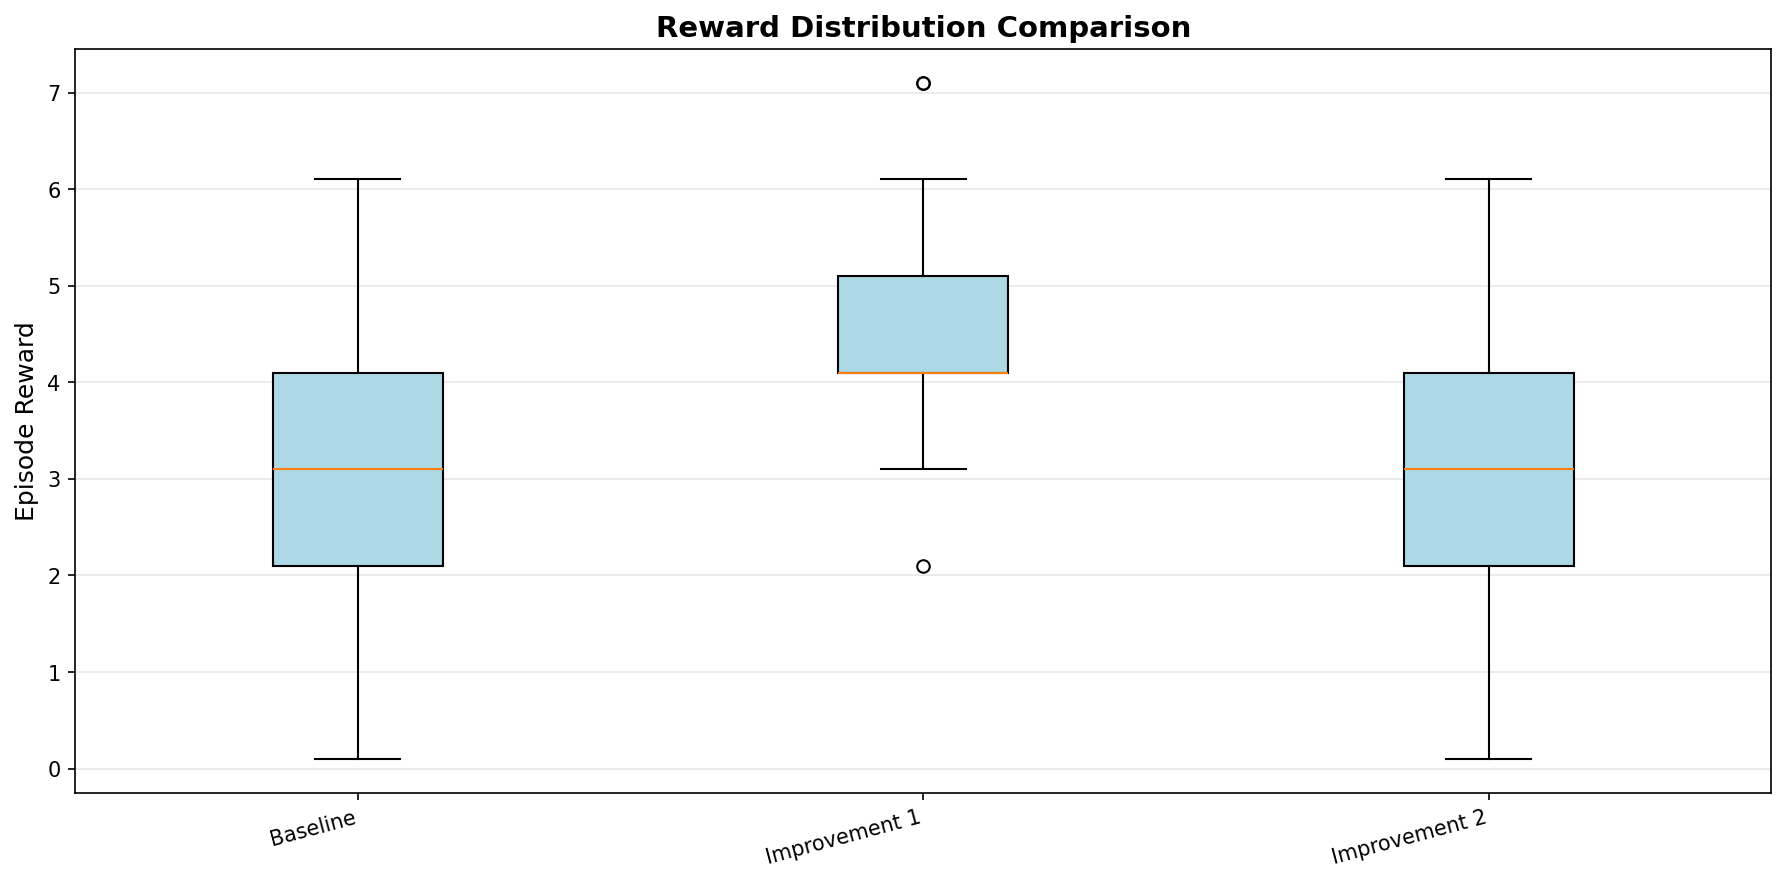 Reward Distribution Comparison
Episode Reward
7
6
5
4
3
2
1
0
Baseline
Improvement 1
Improvement 2